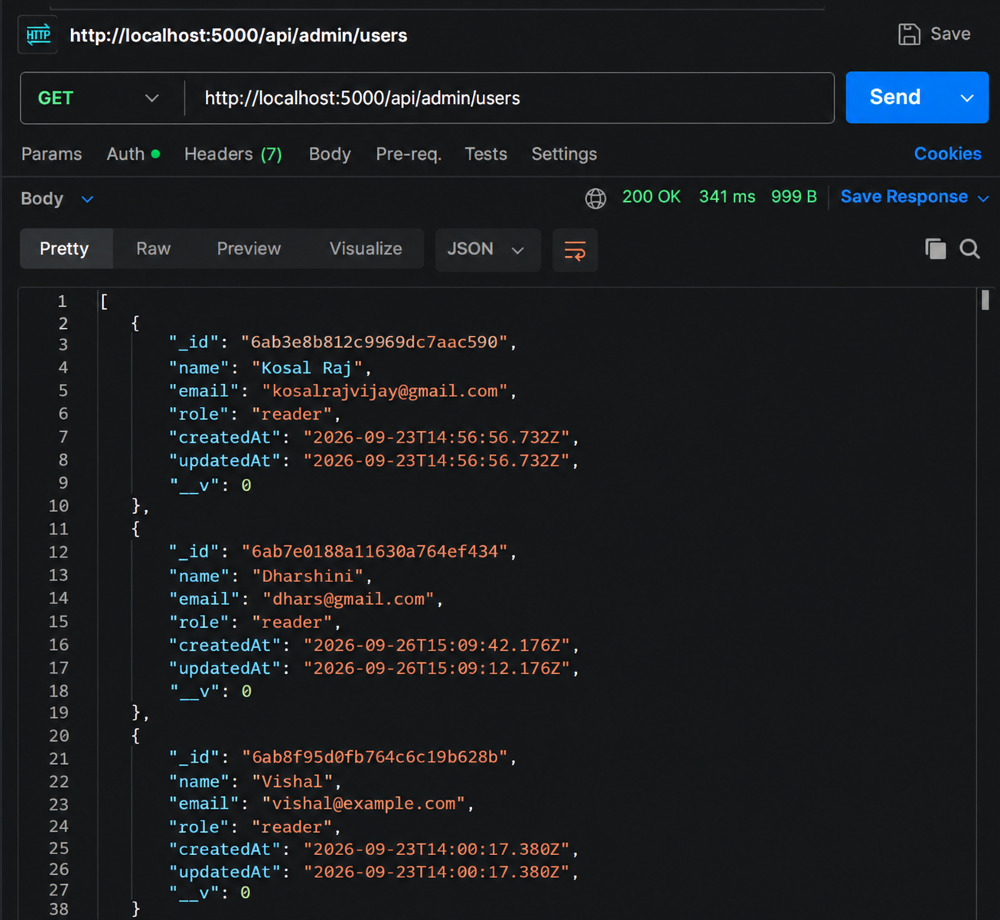 HTTP http://localhost:5000/api/admin/users Save
GET http://localhost:5000/api/admin/users Send
Params Auth Headers (7) Body Pre-req. Tests Settings Cookies
Body 200 OK 341 ms 999 B Save Response
Pretty Raw Preview Visualize JSON
1 [
2 {
3 "_id": "6ab3e8b812c9969dc7aac590",
4 "name": "Kosal Raj",
5 "email": "kosalrajvijay@gmail.com",
6 "role": "reader",
7 "createdAt": "2026-09-23T14:56:56.732Z",
8 "updatedAt": "2026-09-23T14:56:56.732Z",
9 "__v": 0
10 },
11 {
12 "_id": "6ab7e0188a11630a764ef434",
13 "name": "Dharshini",
14 "email": "dhars@gmail.com",
15 "role": "reader",
16 "createdAt": "2026-09-26T15:09:42.176Z",
17 "updatedAt": "2026-09-26T15:09:12.176Z",
18 "__v": 0
19 },
20 {
21 "_id": "6ab8f95d0fb764c6c19b628b",
22 "name": "Vishal",
23 "email": "vishal@example.com",
24 "role": "reader",
25 "createdAt": "2026-09-23T14:00:17.380Z",
26 "updatedAt": "2026-09-23T14:00:17.380Z",
27 "__v": 0
38 }